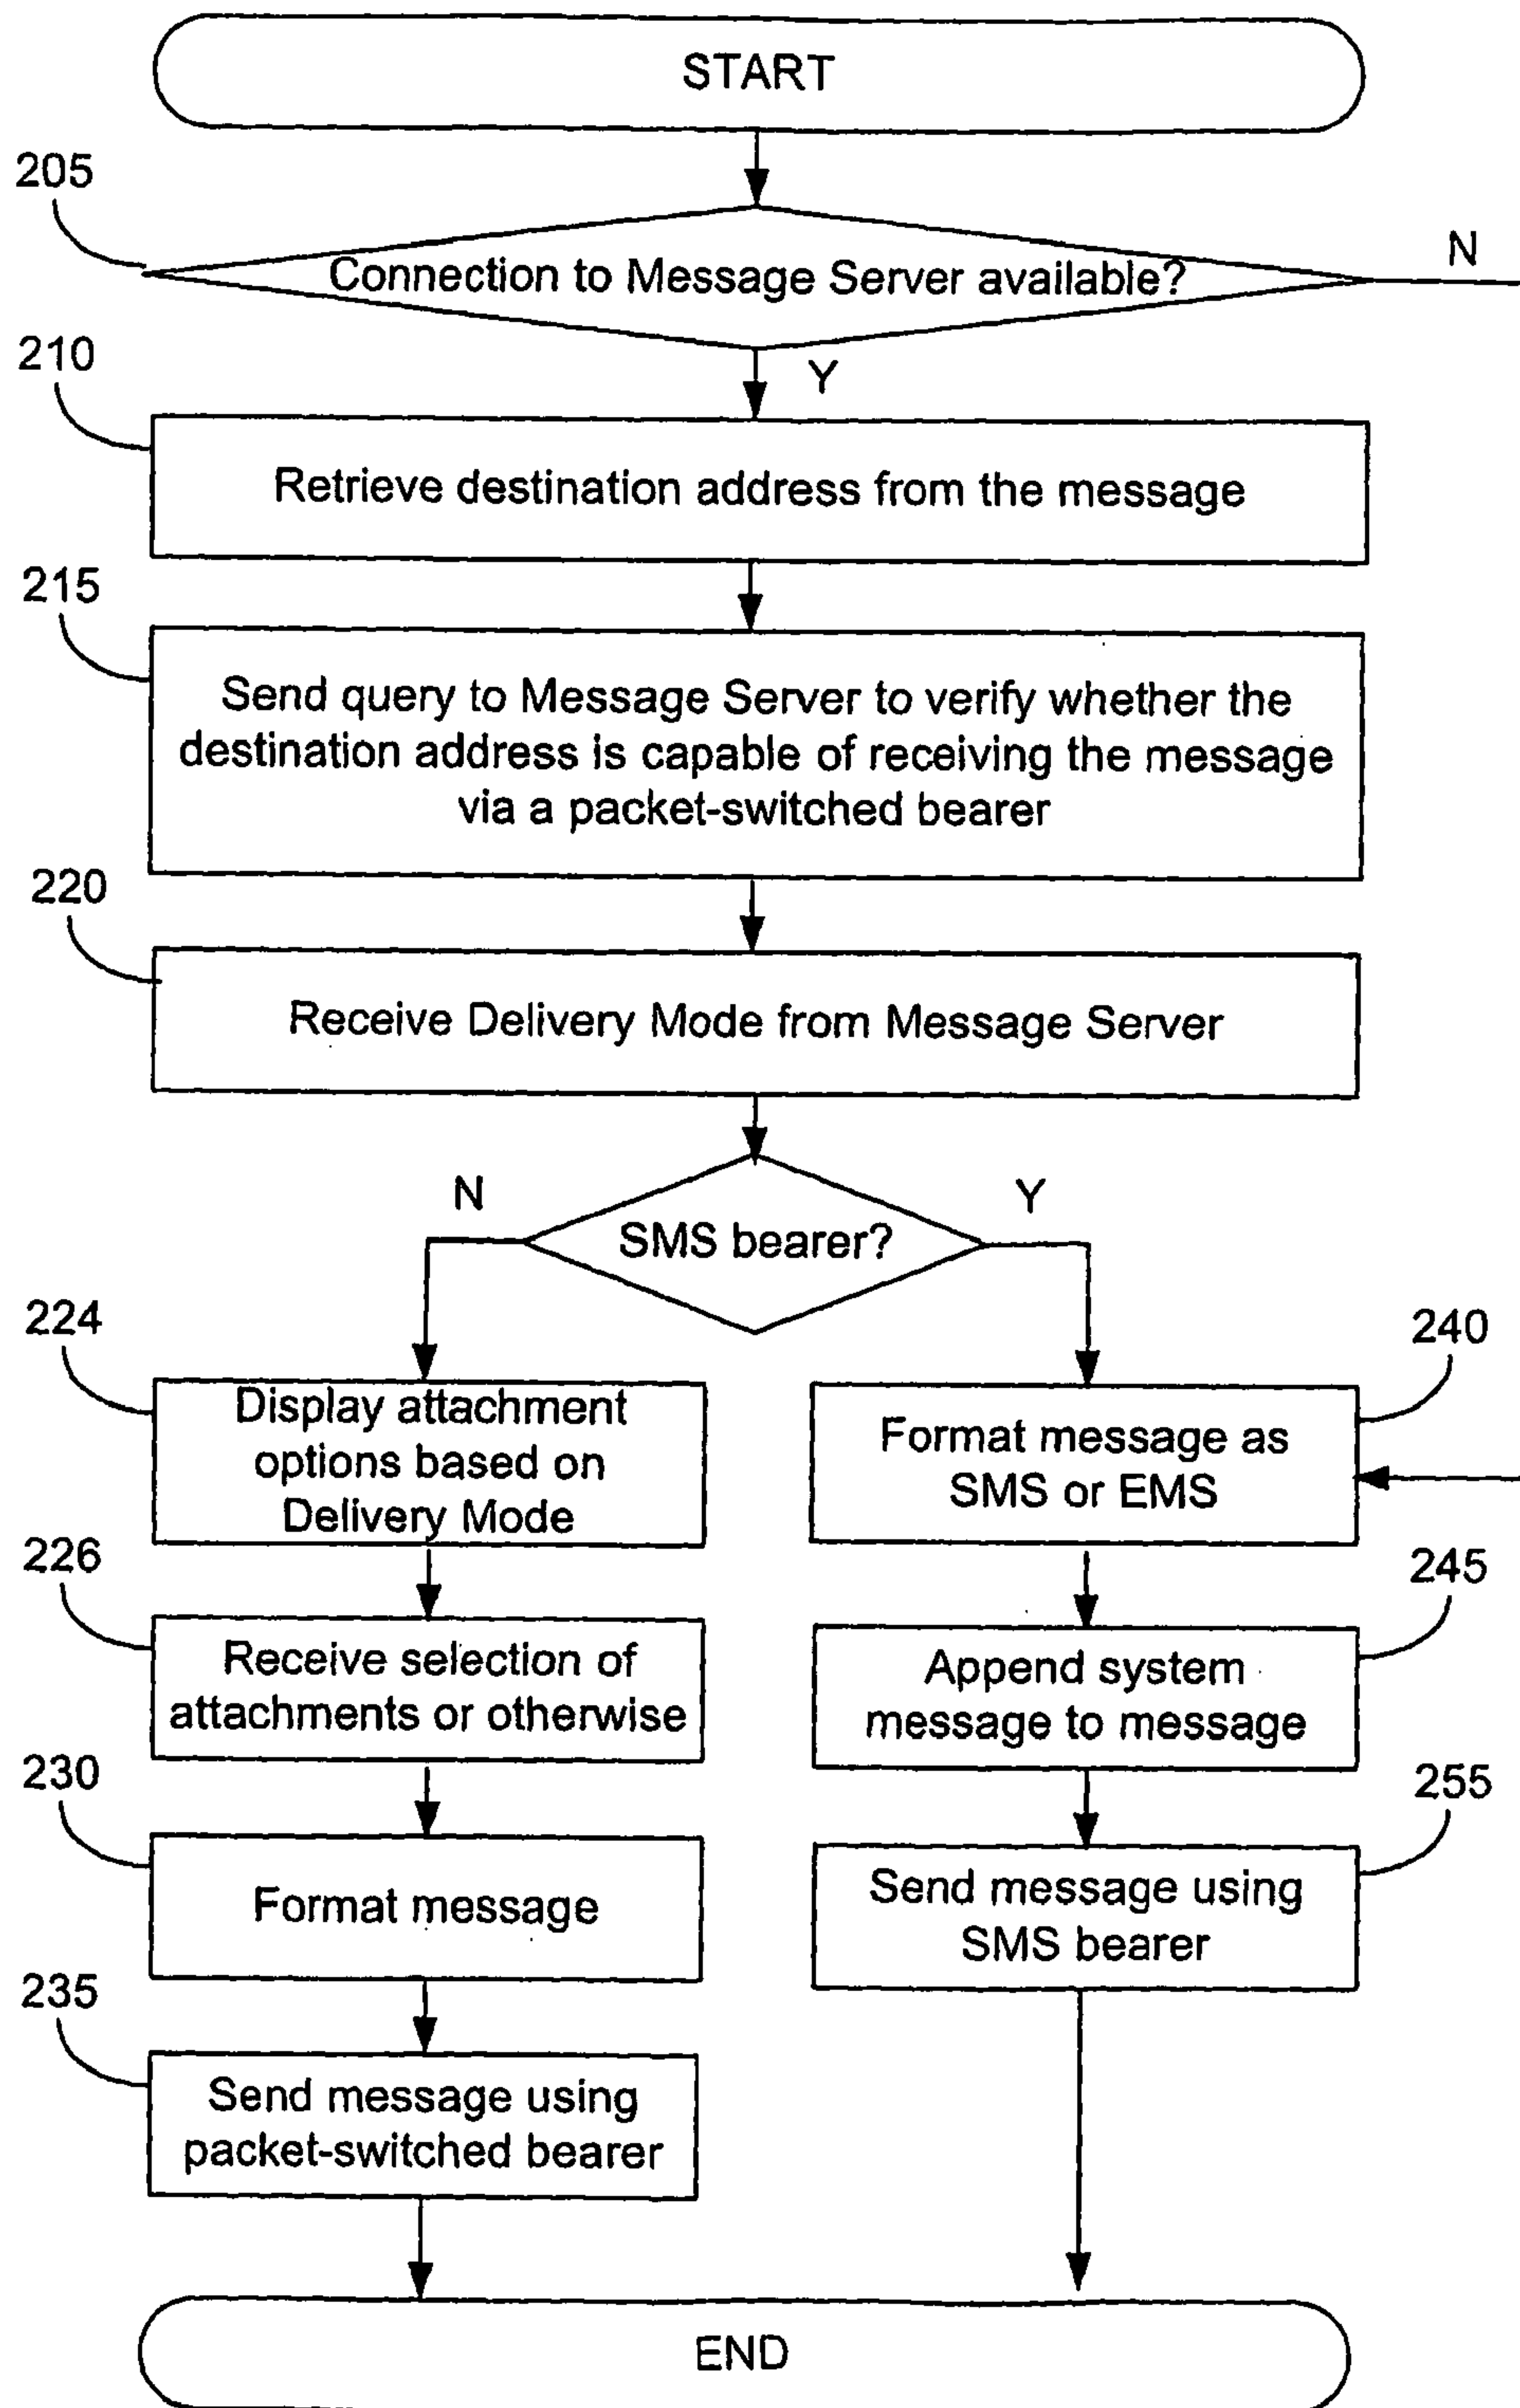 START
205
Connection to Message Server available?
N
Y
210
Retrieve destination address from the message
215
Send query to Message Server to verify whether the
destination address is capable of receiving the message
via a packet-switched bearer
220
Receive Delivery Mode from Message Server
N
SMS bearer?
Y
224
Display attachment
options based on
Delivery Mode
240
Format message as
SMS or EMS
226
Receive selection of
attachments or otherwise
245
Append system
message to message
230
Format message
255
Send message using
SMS bearer
235
Send message using
packet-switched bearer
END